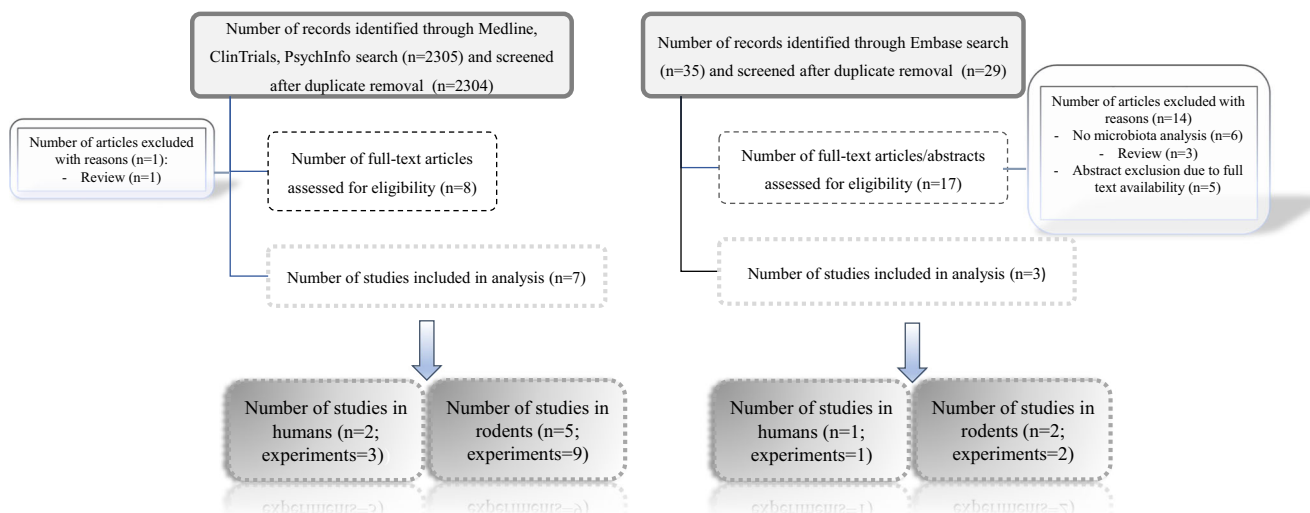 Number of records identified through Medline,
ClinTrials, PsychInfo search (n=2305) and screened
after duplicate removal (n=2304)
Number of articles excluded
with reasons (n=1):
- Review (n=1)
Number of full-text articles
assessed for eligibility (n=8)
Number of studies included in analysis (n=7)
Number of studies in
humans (n=2;
experiments=3)
Number of studies in
rodents (n=5;
experiments=9)
Number of records identified through Embase search
(n=35) and screened after duplicate removal (n=29)
Number of full-text articles/abstracts
assessed for eligibility (n=17)
Number of articles excluded with
reasons (n=14)
- No microbiota analysis (n=6)
- Review (n=3)
- Abstract exclusion due to full
text availability (n=5)
Number of studies included in analysis (n=3)
Number of studies in
humans (n=1;
experiments=1)
Number of studies in
rodents (n=2;
experiments=2)